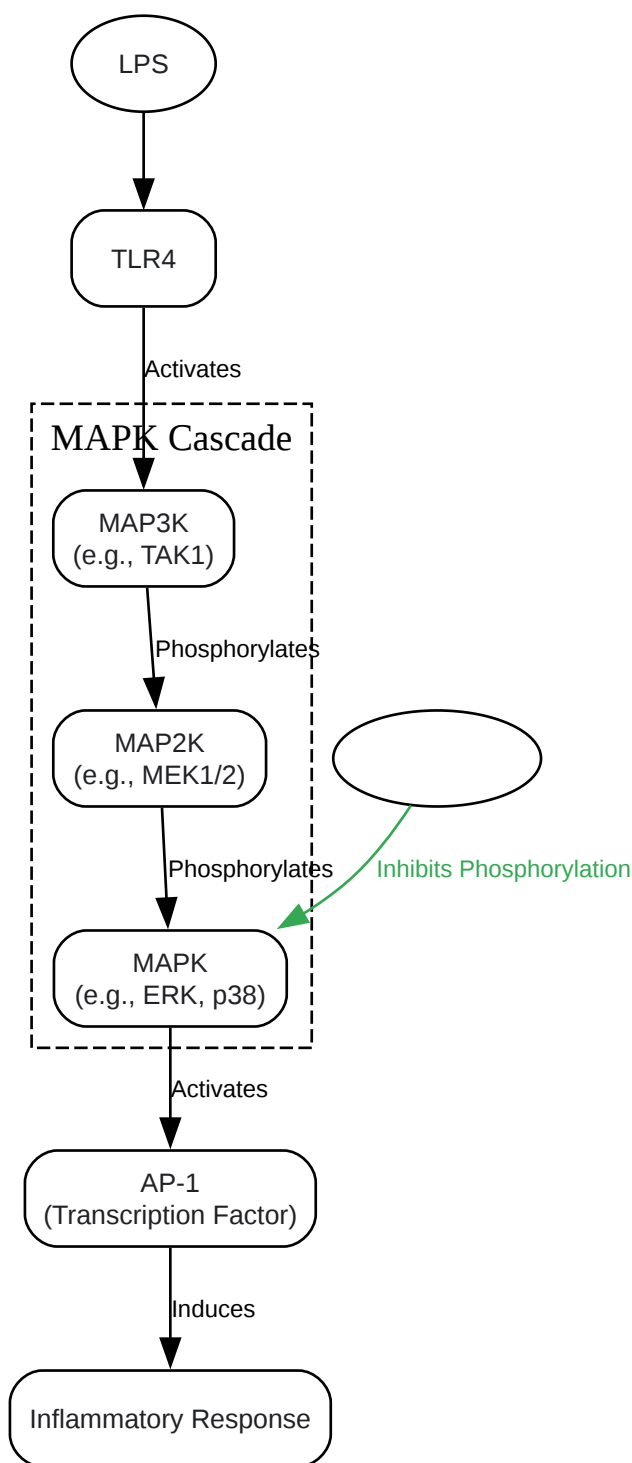 LPS
TLR4
Activates
MAPK Cascade
MAP3K
(e.g., TAK1)
Phosphorylates
MAP2K
(e.g., MEK1/2)
Phosphorylates
Inhibits Phosphorylation
MAPK
(e.g., ERK, p38)
Activates
AP-1
(Transcription Factor)
Induces
Inflammatory Response